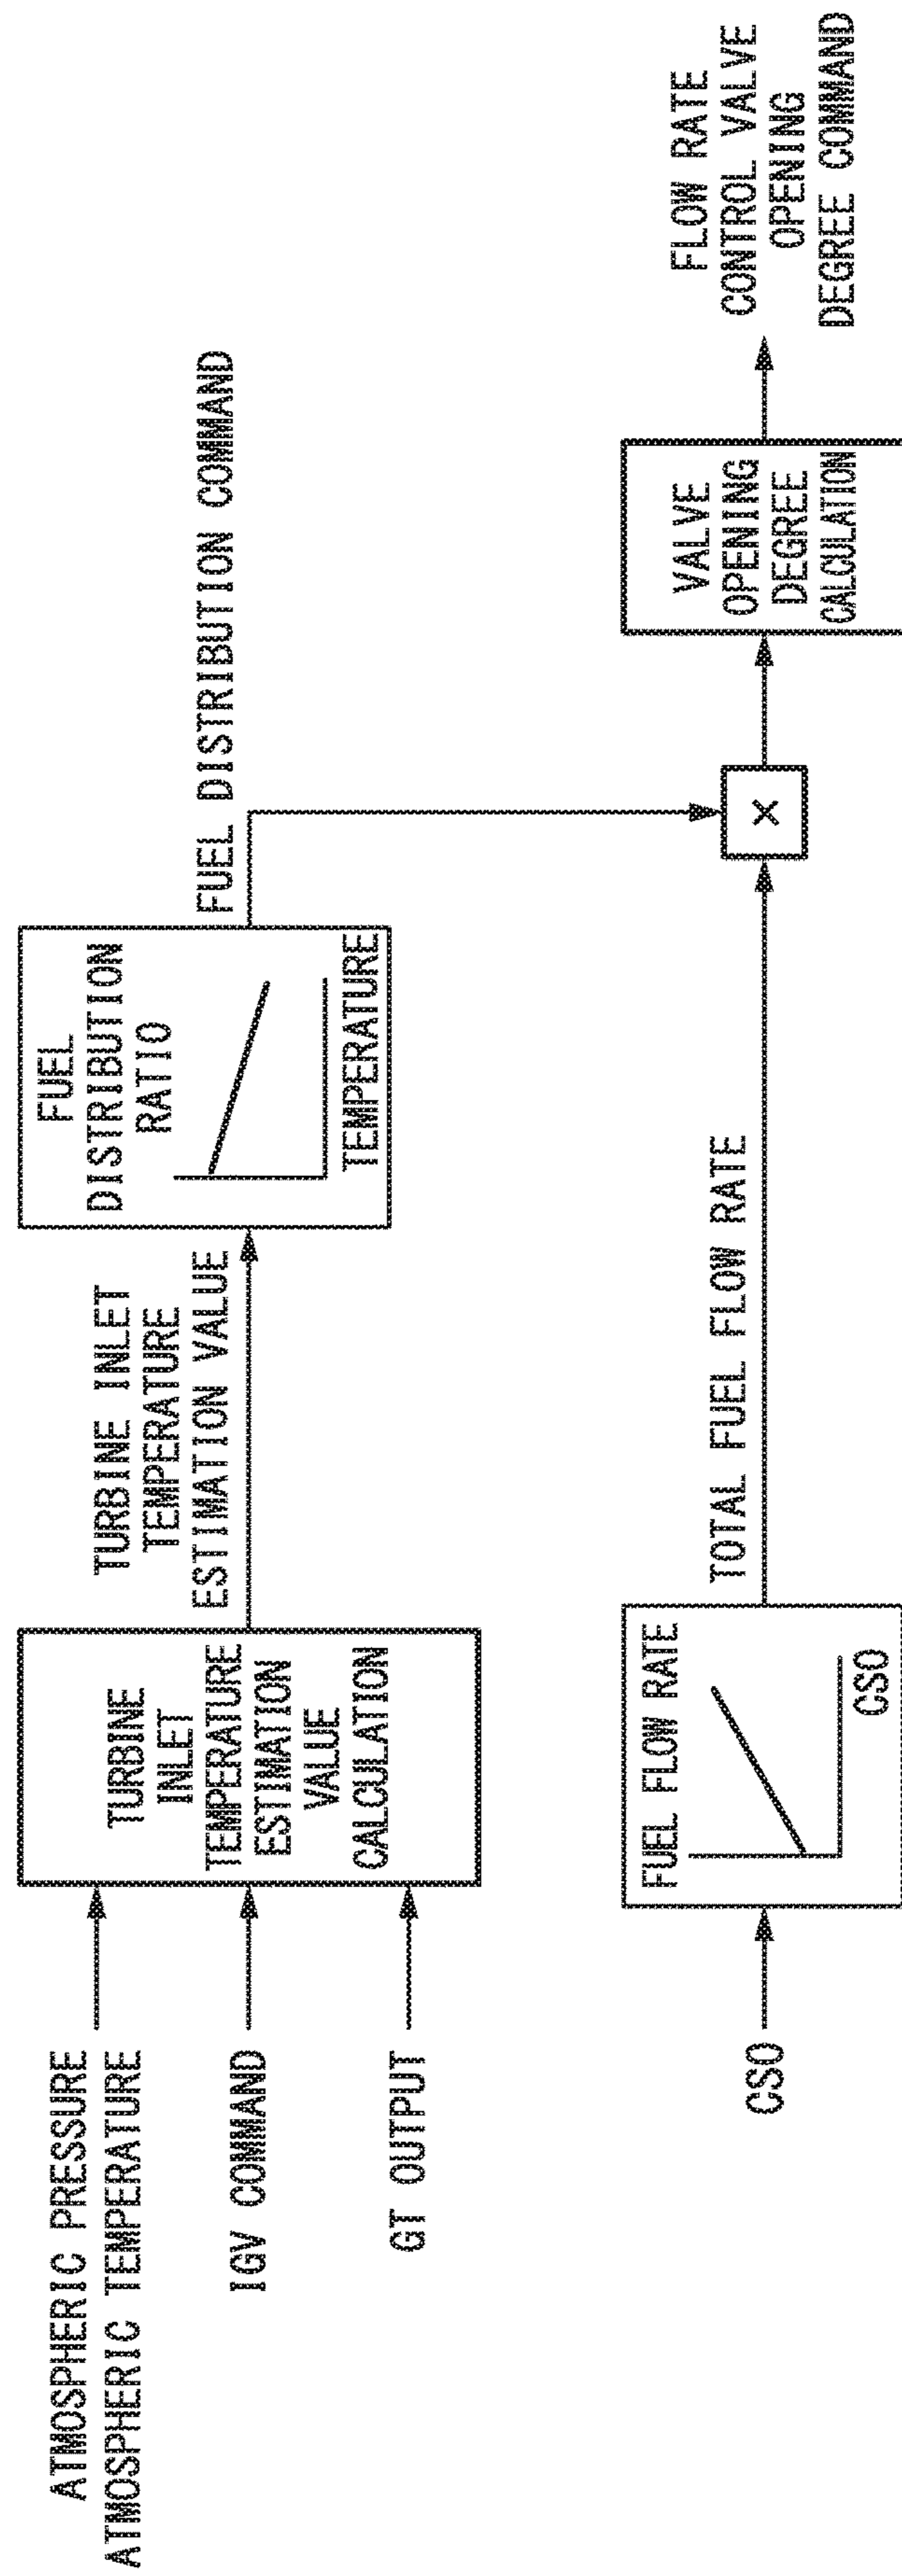 ATMOSPHERIC PRESSURE
ATMOSPHERIC TEMPERATURE
IGV COMMAND
GT OUTPUT
TURBINE
INLET
TEMPERATURE
ESTIMATION
VALUE
CALCULATION
TURBINE INLET
TEMPERATURE
ESTIMATION VALUE
FUEL
DISTRIBUTION
RATIO
TEMPERATURE
FUEL DISTRIBUTION COMMAND
CSO
FUEL FLOW RATE
CSO
TOTAL FUEL FLOW RATE
×
VALVE
OPENING
DEGREE
CALCULATION
FLOW RATE
CONTROL VALVE
OPENING
DEGREE COMMAND